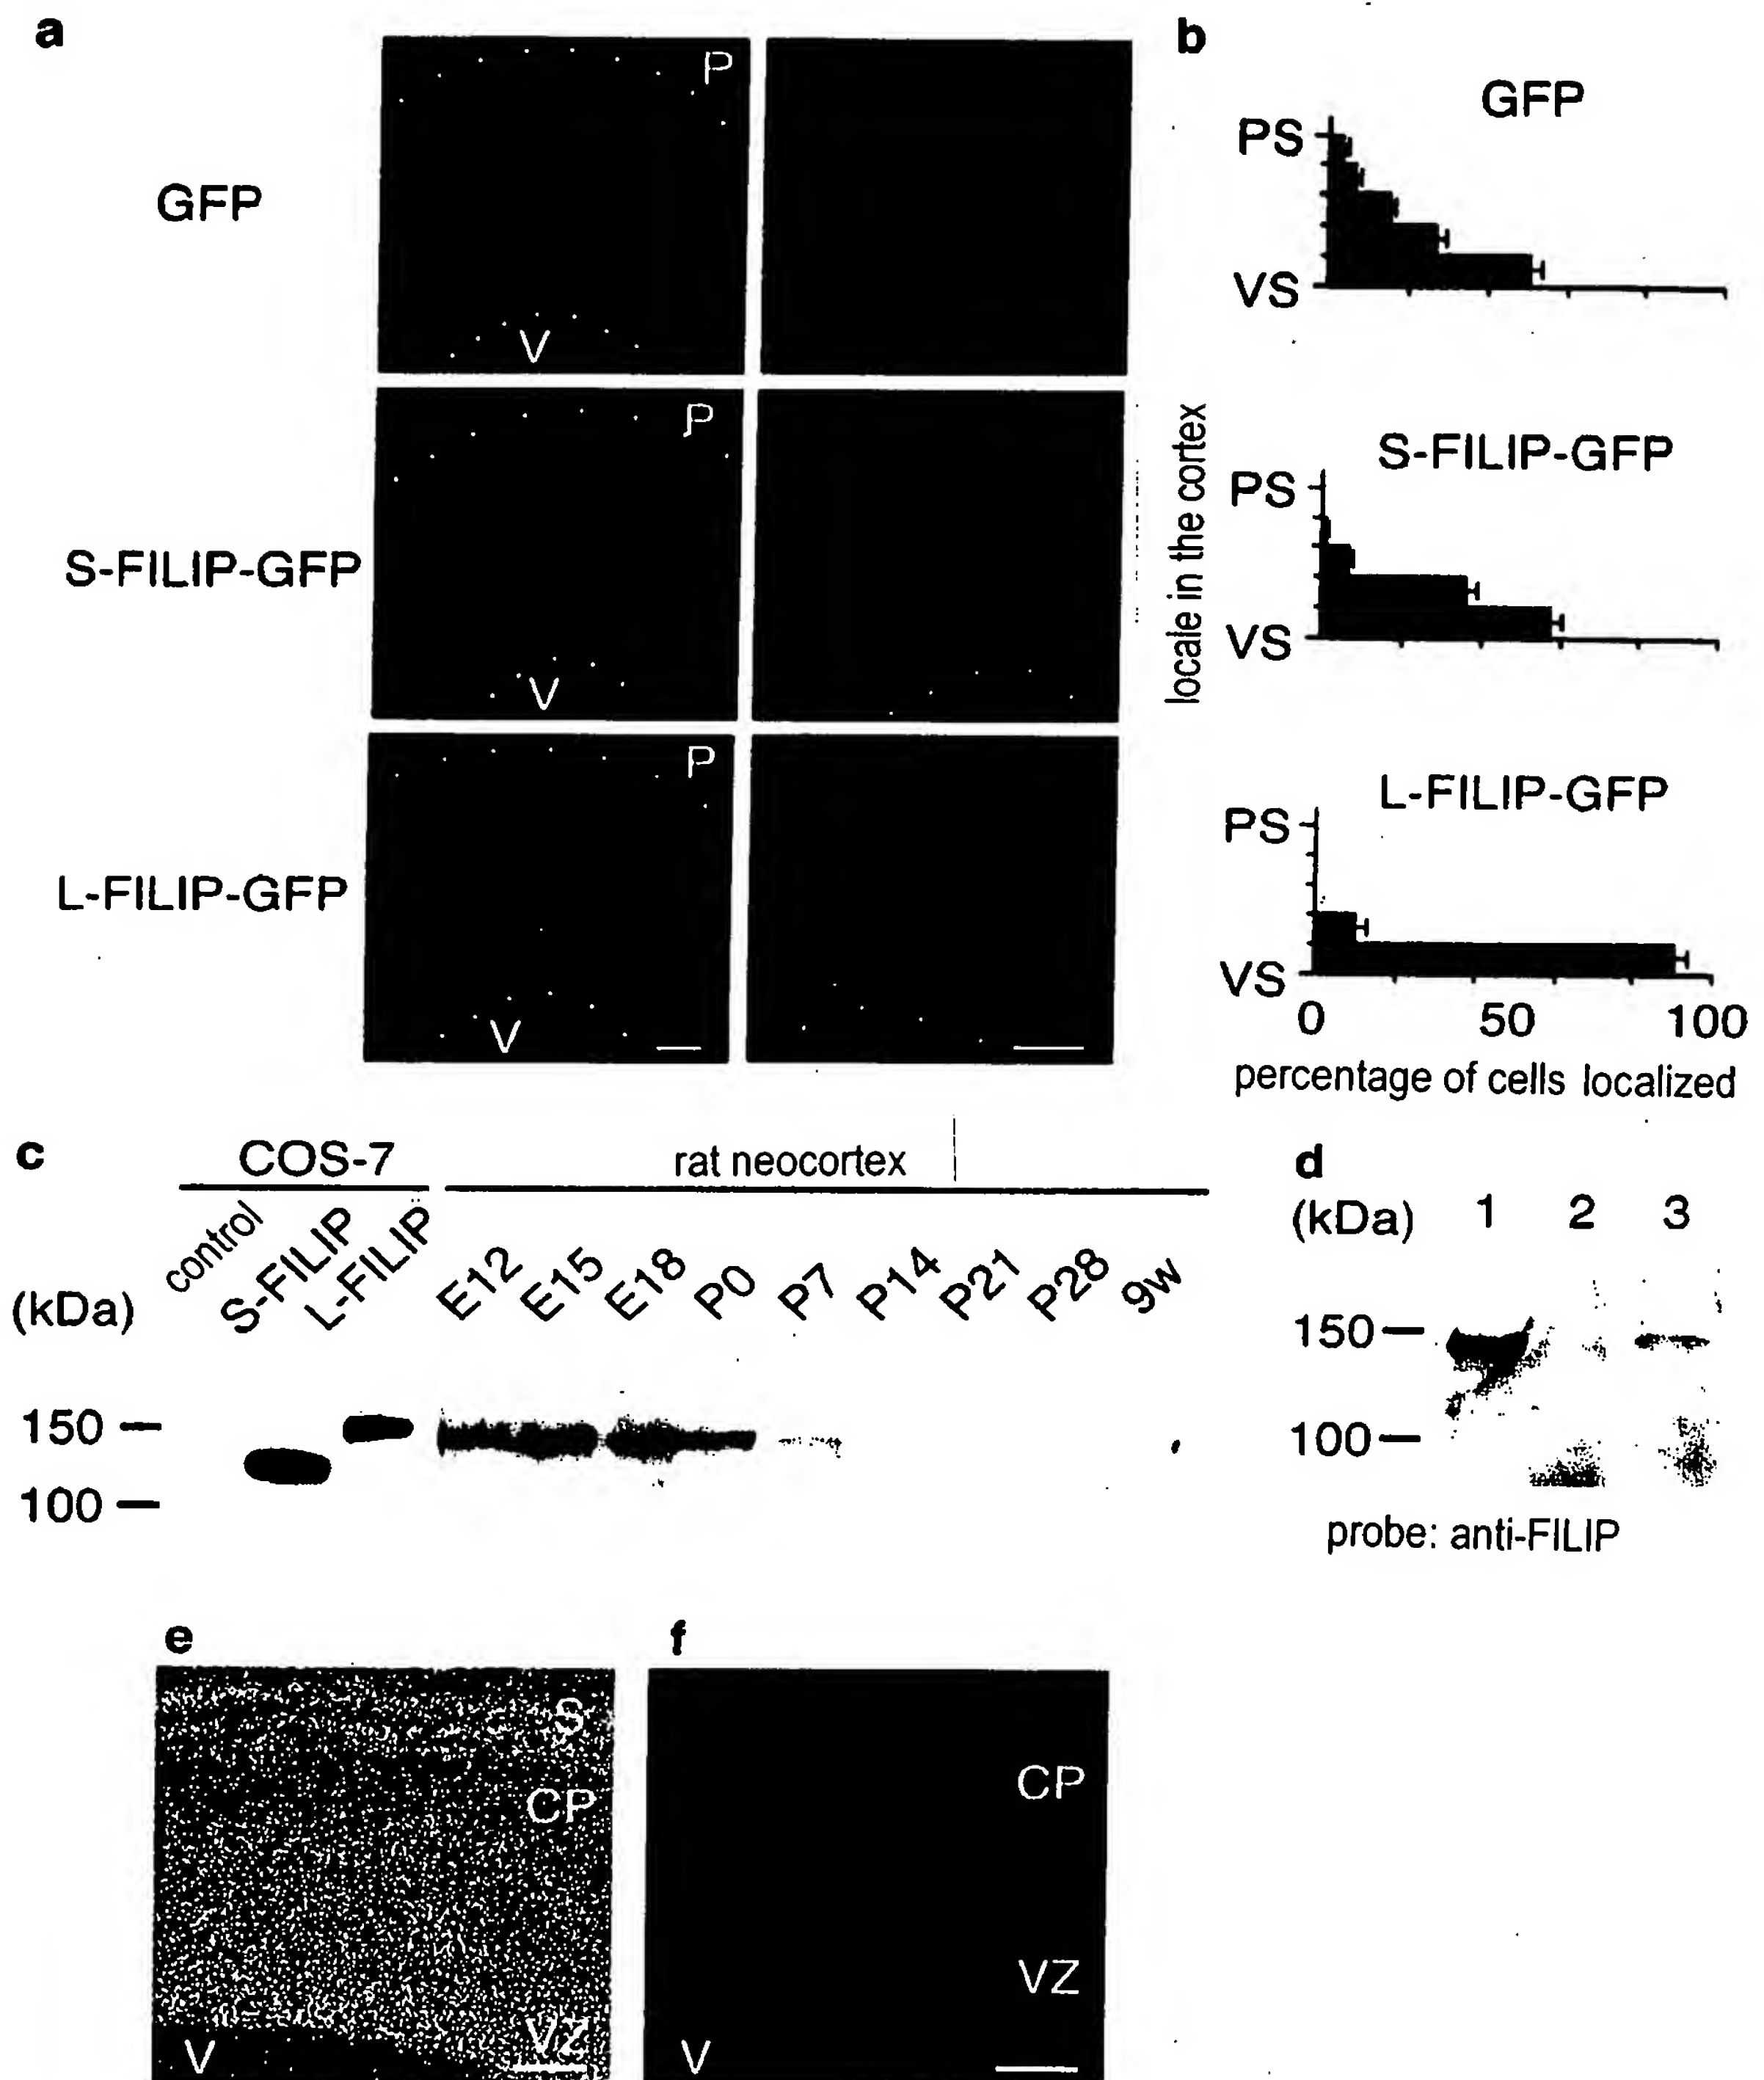 a
P
GFP
V
P
S-FILIP-GFP
V
P
L-FILIP-GFP
V
b
GFP
PS
VS
locale in the cortex
S-FILIP-GFP
PS
VS
L-FILIP-GFP
PS
VS
0 50 100
percentage of cells localized
c
COS-7 rat neocortex
control S-FILIP L-FILIP E12 E15 E18 P0 P7 P14 P21 P28 9w
(kDa)
150
100
d
(kDa) 1 2 3
150
100
probe: anti-FILIP
e
S
CP
VZ
V
f
CP
VZ
V